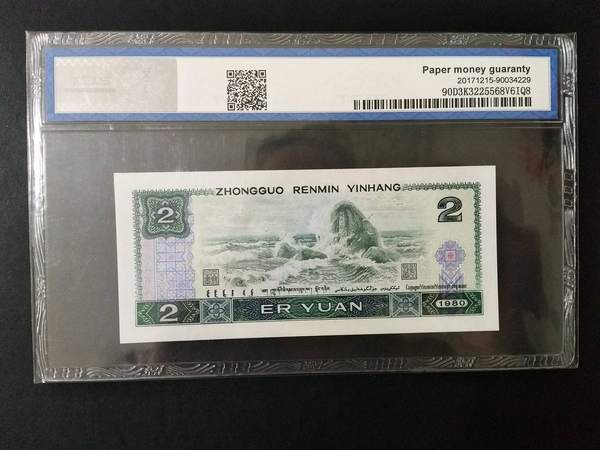 Paper money guaranty
20171215-90034229
90D3K3225568V6IQ8
ZHONGGUO RENMIN YINHANG
2
2
2
ER YUAN
1980